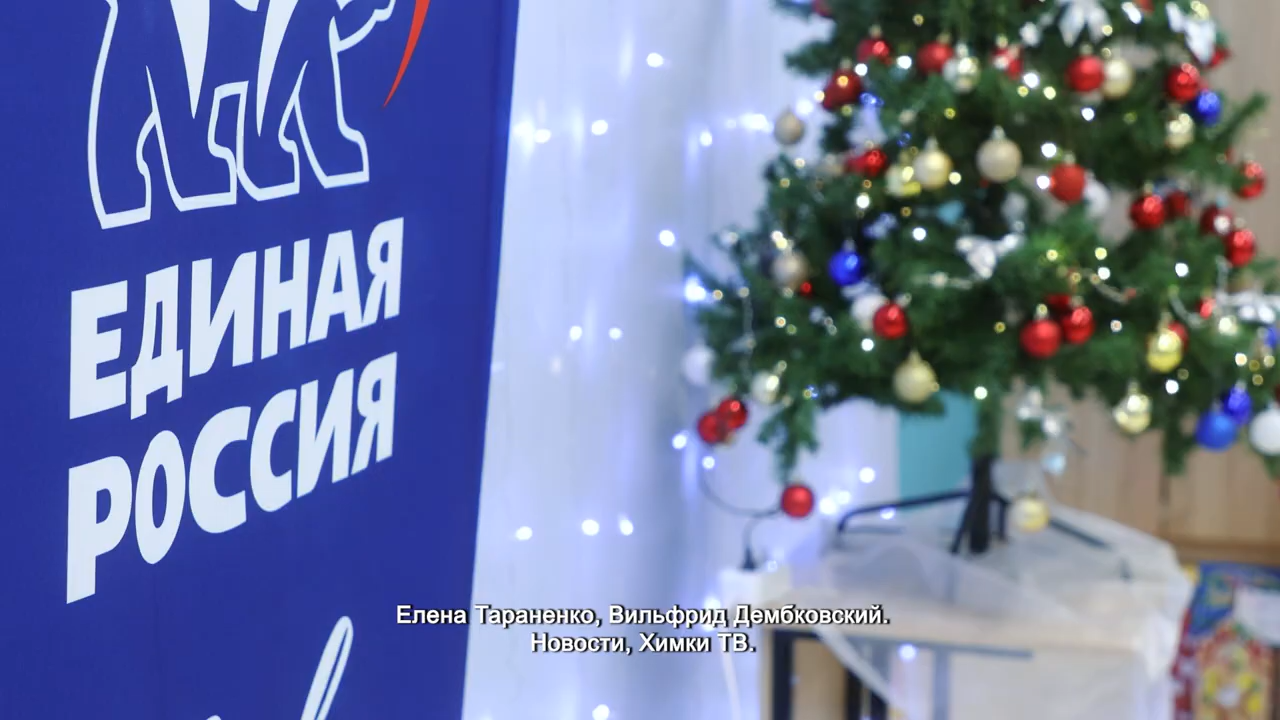 ЕДИНАЯ
РОССИЯ
Елена Тараненко, Вильфрид Дембковский.
Новости, Химки ТВ.